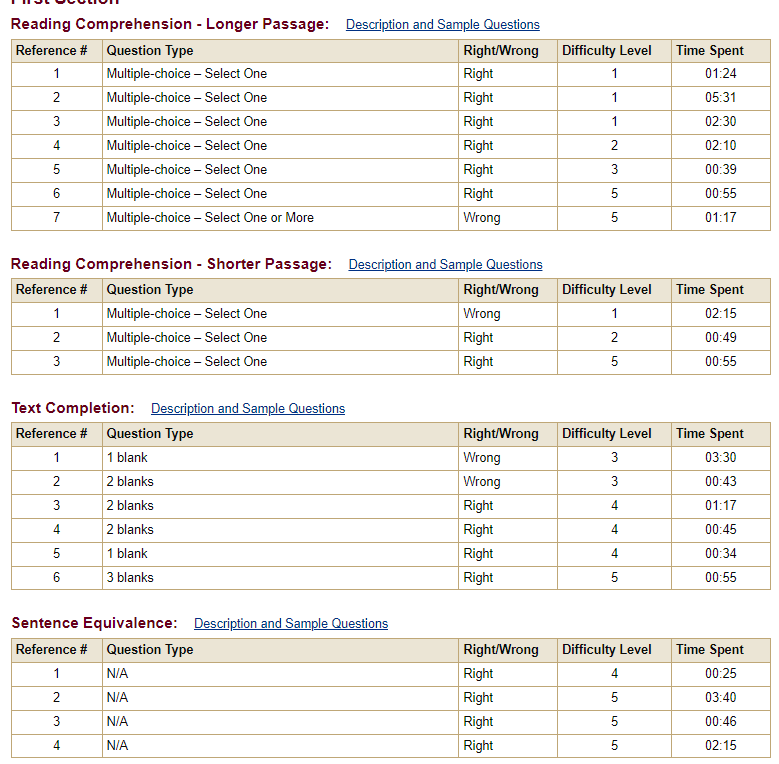 First Section
Reading Comprehension - Longer Passage: Description and Sample Questions
Reference # Question Type Right/Wrong Difficulty Level Time Spent
1 Multiple-choice – Select One Right 1 01:24
2 Multiple-choice – Select One Right 1 05:31
3 Multiple-choice – Select One Right 1 02:30
4 Multiple-choice – Select One Right 2 02:10
5 Multiple-choice – Select One Right 3 00:39
6 Multiple-choice – Select One Right 5 00:55
7 Multiple-choice – Select One or More Wrong 5 01:17
Reading Comprehension - Shorter Passage: Description and Sample Questions
Reference # Question Type Right/Wrong Difficulty Level Time Spent
1 Multiple-choice – Select One Wrong 1 02:15
2 Multiple-choice – Select One Right 2 00:49
3 Multiple-choice – Select One Right 5 00:55
Text Completion: Description and Sample Questions
Reference # Question Type Right/Wrong Difficulty Level Time Spent
1 1 blank Wrong 3 03:30
2 2 blanks Wrong 3 00:43
3 2 blanks Right 4 01:17
4 2 blanks Right 4 00:45
5 1 blank Right 4 00:34
6 3 blanks Right 5 00:55
Sentence Equivalence: Description and Sample Questions
Reference # Question Type Right/Wrong Difficulty Level Time Spent
1 N/A Right 4 00:25
2 N/A Right 5 03:40
3 N/A Right 5 00:46
4 N/A Right 5 02:15